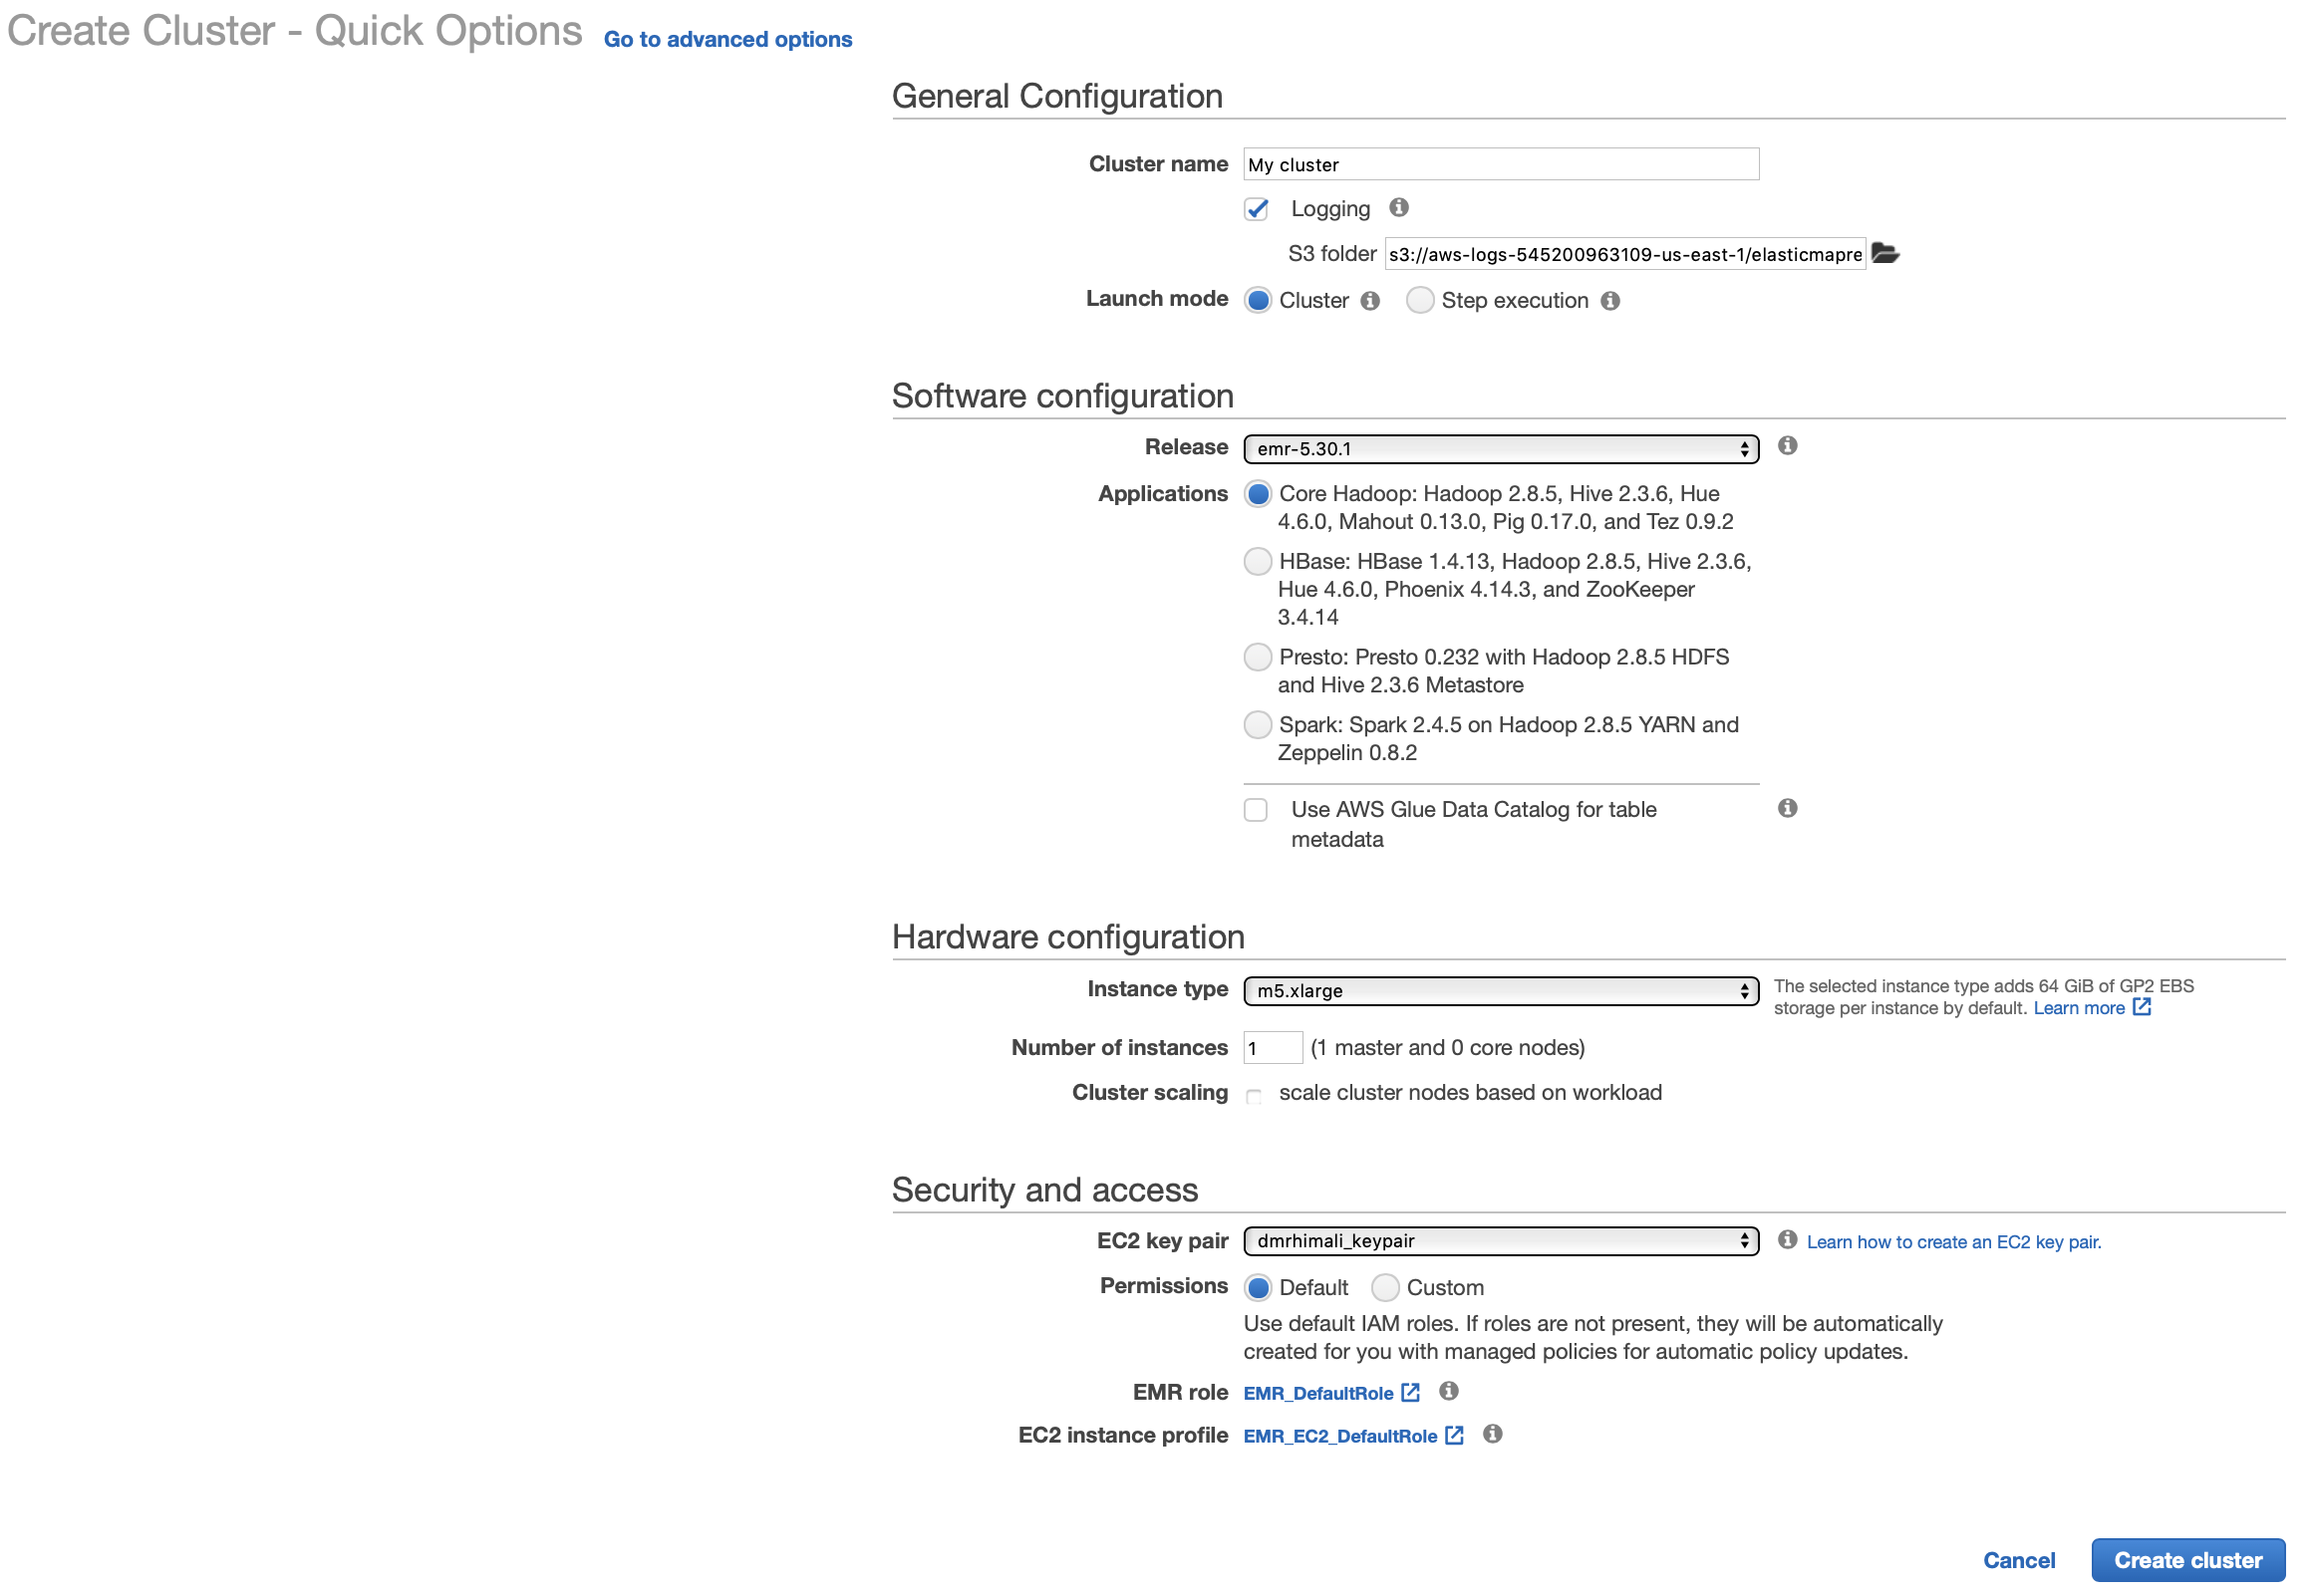 Create Cluster - Quick Options Go to advanced options
General Configuration
Cluster name My cluster
Logging
S3 folder s3://aws-logs-545200963109-us-east-1/elasticmapre
Launch mode Cluster Step execution
Software configuration
Release emr-5.30.1
Applications Core Hadoop: Hadoop 2.8.5, Hive 2.3.6, Hue
4.6.0, Mahout 0.13.0, Pig 0.17.0, and Tez 0.9.2
HBase: HBase 1.4.13, Hadoop 2.8.5, Hive 2.3.6,
Hue 4.6.0, Phoenix 4.14.3, and ZooKeeper
3.4.14
Presto: Presto 0.232 with Hadoop 2.8.5 HDFS
and Hive 2.3.6 Metastore
Spark: Spark 2.4.5 on Hadoop 2.8.5 YARN and
Zeppelin 0.8.2
Use AWS Glue Data Catalog for table
metadata
Hardware configuration
Instance type m5.xlarge The selected instance type adds 64 GiB of GP2 EBS
storage per instance by default. Learn more
Number of instances 1 (1 master and 0 core nodes)
Cluster scaling scale cluster nodes based on workload
Security and access
EC2 key pair dmrhimali_keypair Learn how to create an EC2 key pair.
Permissions Default Custom
Use default IAM roles. If roles are not present, they will be automatically
created for you with managed policies for automatic policy updates.
EMR role EMR_DefaultRole
EC2 instance profile EMR_EC2_DefaultRole
Cancel Create cluster